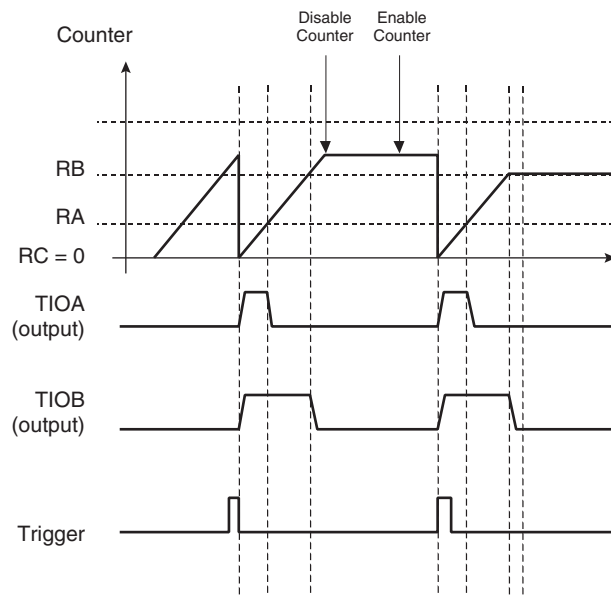 Disable
Counter
Enable
Counter
Counter
RB
RA
RC = 0
TIOA
(output)
TIOB
(output)
Trigger